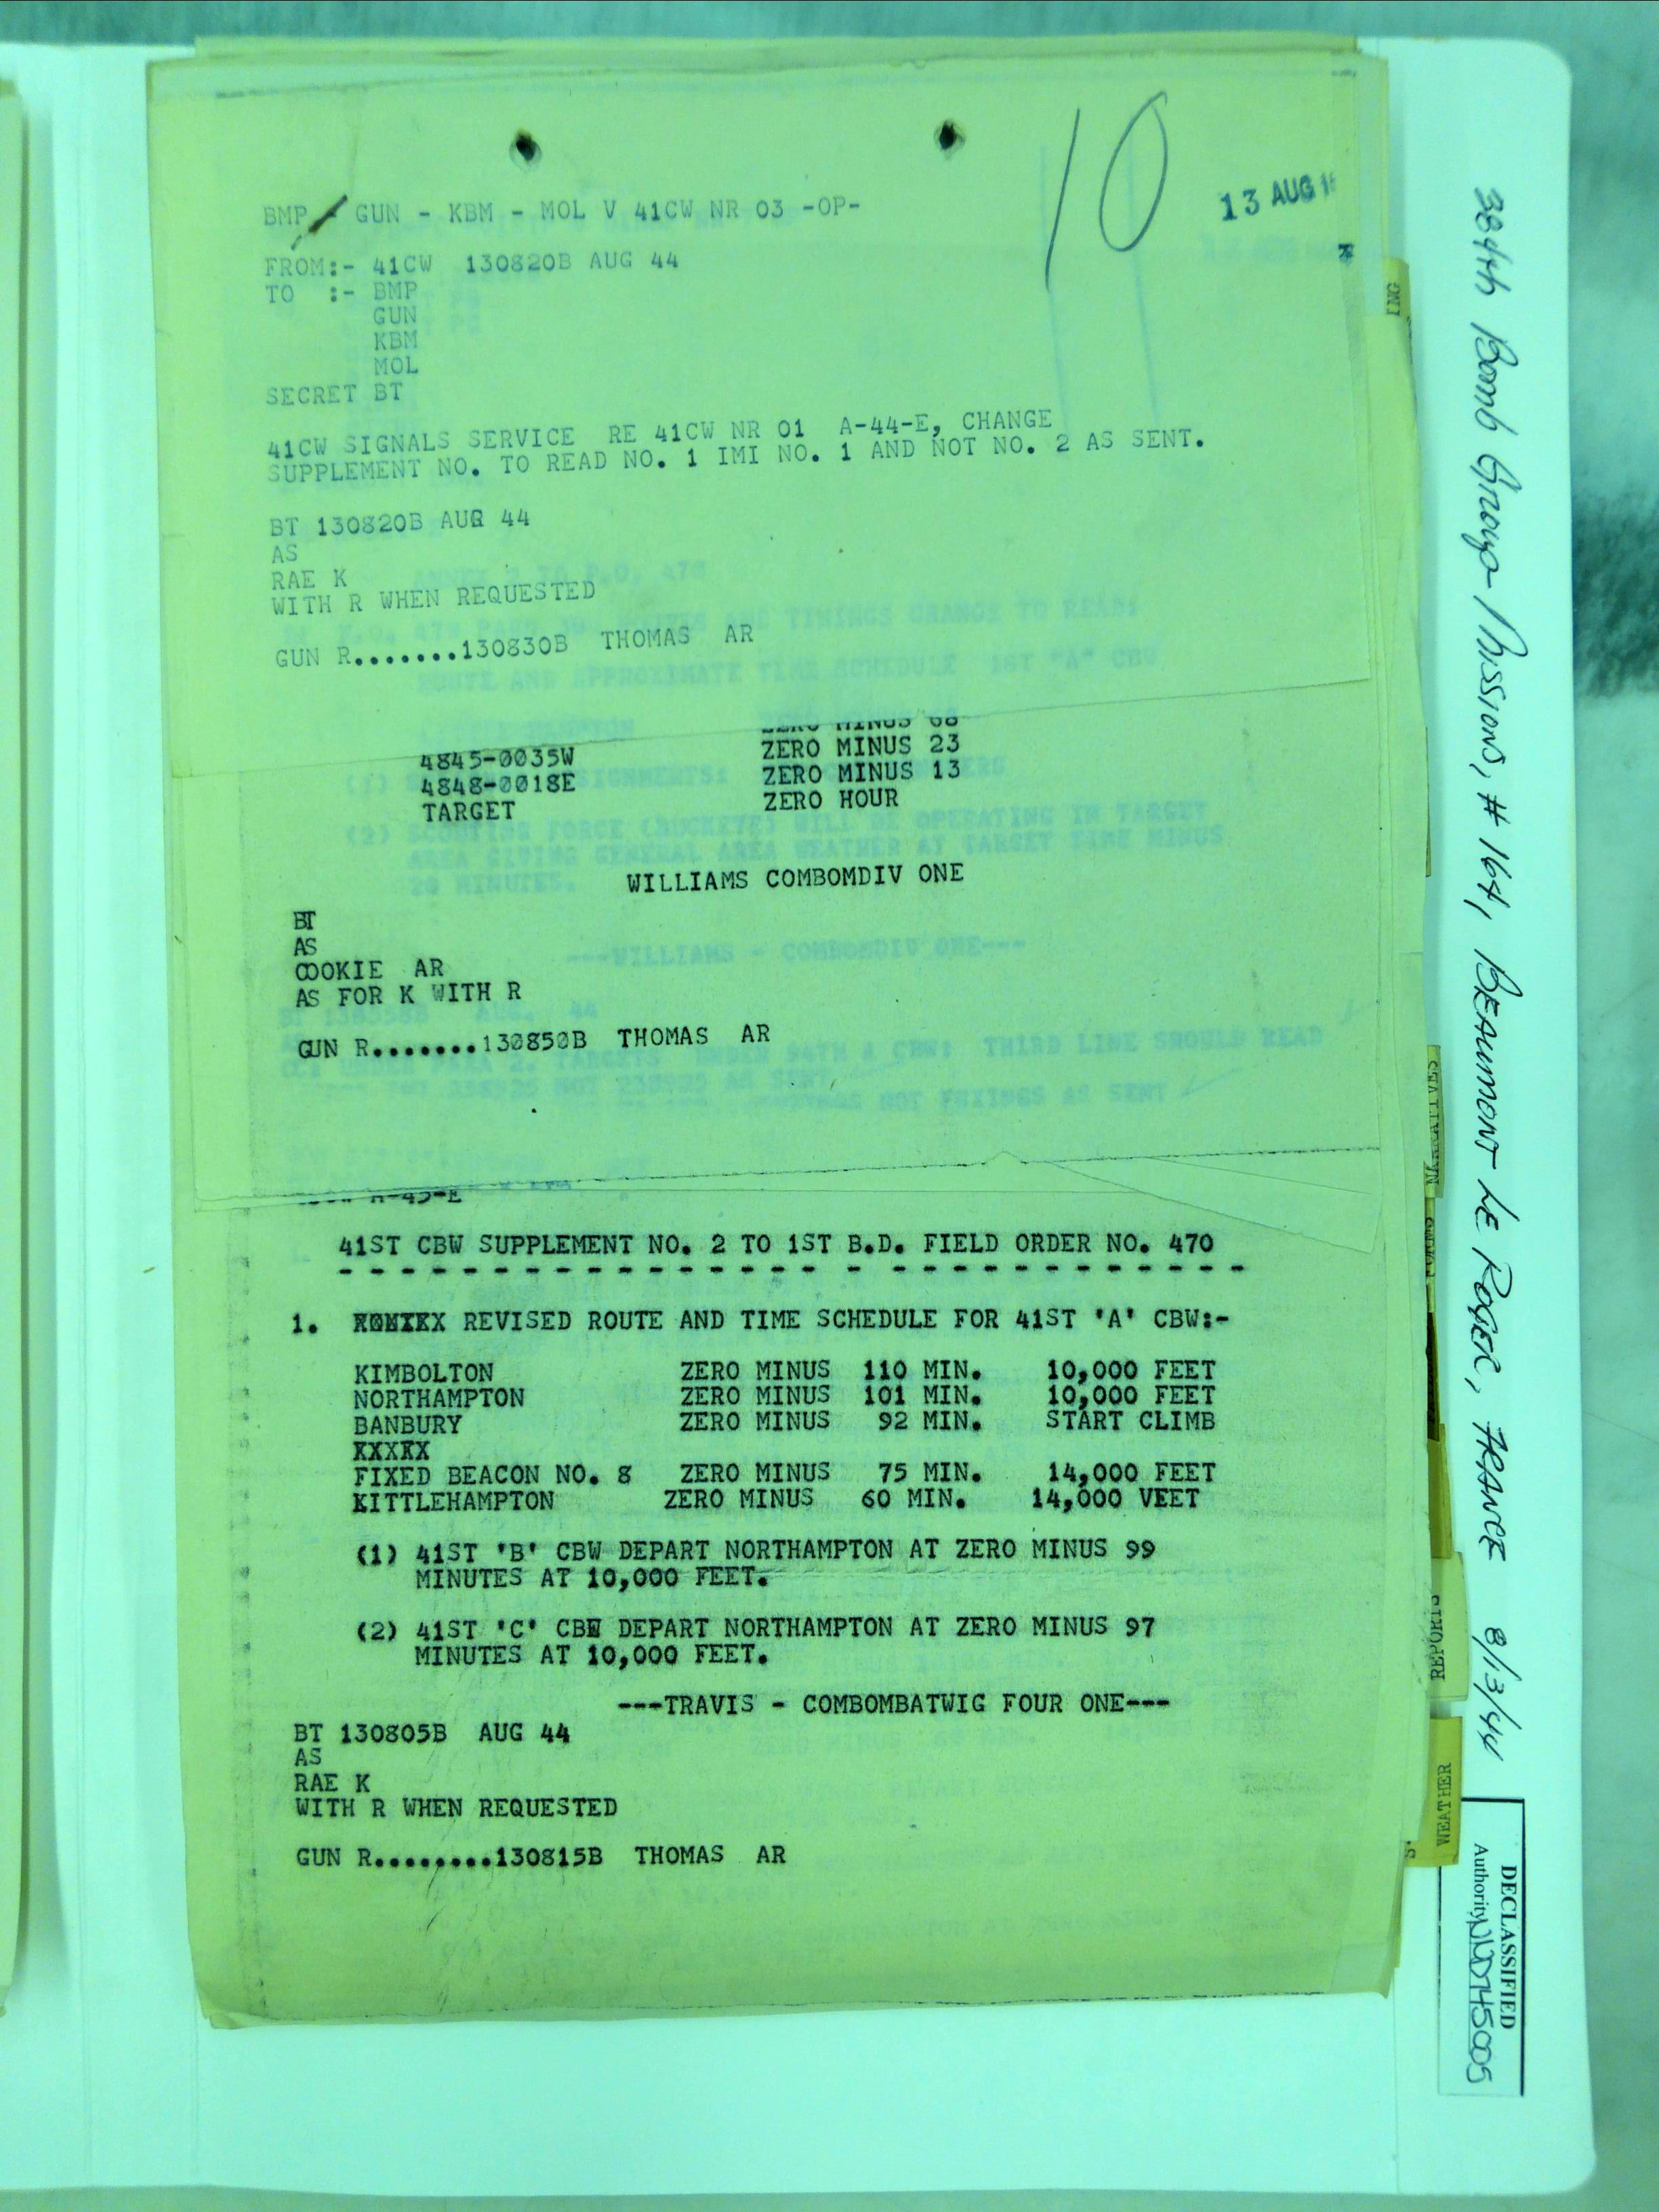 10
13 AUG
BMP - GUN - KBM - MOL V 41CW NR 03 -OP-
FROM:- 41CW 130820B AUG 44
TO :- BMP
GUN
KBM
MOL
SECRET BT
41CW SIGNALS SERVICE RE 41CW NR 01 A-44-E, CHANGE
SUPPLEMENT NO. TO READ NO. 1 IMI NO. 1 AND NOT NO. 2 AS SENT.
BT 130820B AUG 44
AS
RAE K
WITH R WHEN REQUESTED
GUN R.......130830B THOMAS AR
ZERO MINUS 68
4845-0035W ZERO MINUS 23
4848-0018E ZERO MINUS 13
TARGET ZERO HOUR
WILLIAMS COMBOMDIV ONE
BT
AS
COOKIE AR
AS FOR K WITH R
GUN R.......130850B THOMAS AR
A-45-E
41ST CBW SUPPLEMENT NO. 2 TO 1ST B.D. FIELD ORDER NO. 470
- - - - - - - - - - - - - - - - - - - - - - - - - - - - -
1. REVISED ROUTE AND TIME SCHEDULE FOR 41ST 'A' CBW:-
KIMBOLTON ZERO MINUS 110 MIN. 10,000 FEET
NORTHAMPTON ZERO MINUS 101 MIN. 10,000 FEET
BANBURY ZERO MINUS 92 MIN. START CLIMB
XXXXX
FIXED BEACON NO. 8 ZERO MINUS 75 MIN. 14,000 FEET
KITTLEHAMPTON ZERO MINUS 60 MIN. 14,000 VEET
(1) 41ST 'B' CBW DEPART NORTHAMPTON AT ZERO MINUS 99
MINUTES AT 10,000 FEET.
(2) 41ST 'C' CBW DEPART NORTHAMPTON AT ZERO MINUS 97
MINUTES AT 10,000 FEET.
---TRAVIS - COMBOMBATWIG FOUR ONE---
BT 130805B AUG 44
AS
RAE K
WITH R WHEN REQUESTED
GUN R........130815B THOMAS AR
384th Bomb Group - Missions, # 164, BEAUMONT LE ROGER, FRANCE 8/13/44
NARRATIVES
REPORTS
WEATHER
DECLASSIFIED
Authority NND745005